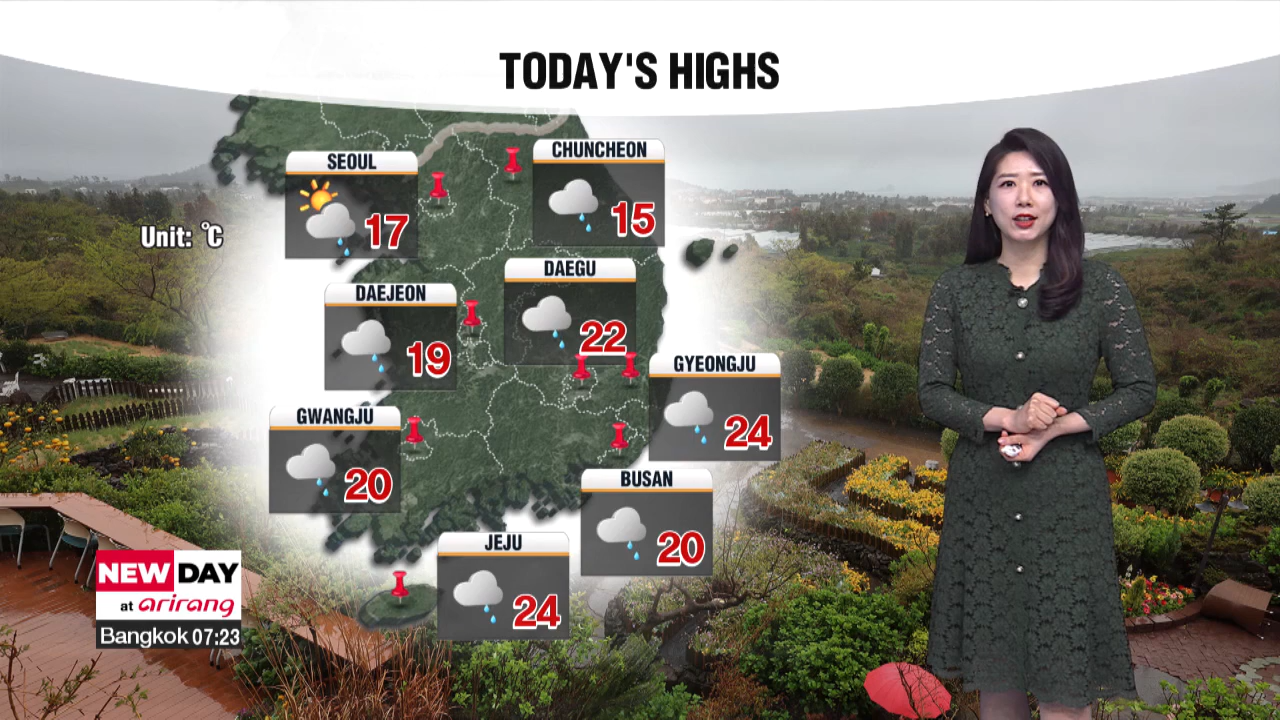 TODAY'S HIGHS
Unit: ℃
SEOUL
17
CHUNCHEON
15
DAEJEON
19
DAEGU
22
GYEONGJU
24
GWANGJU
20
BUSAN
20
JEJU
24
NEW DAY
at arirang
Bangkok 07:23